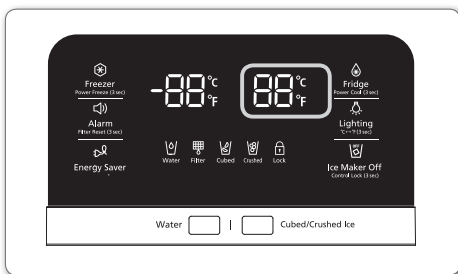 Freezer
Power Freeze (3 sec)
Alarm
Filter Reset (3 sec)
Energy Saver
-88°C °F
88°C °F
Fridge
Power Cool (3 sec)
Lighting
°C↔°F (3 sec)
Ice Maker Off
Control Lock (3 sec)
Water Filter Cubed Crushed Lock
Water | Cubed/Crushed Ice